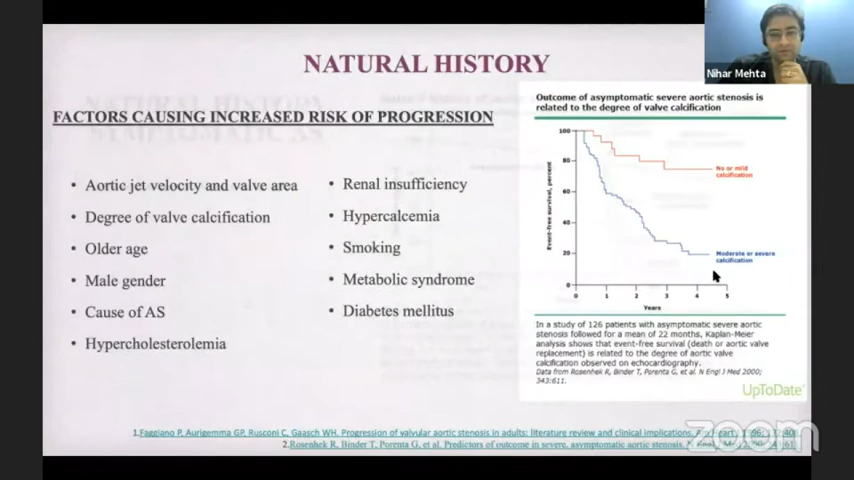 NATURAL HISTORY
Nihar Mehta
FACTORS CAUSING INCREASED RISK OF PROGRESSION
• Aortic jet velocity and valve area
• Degree of valve calcification
• Older age
• Male gender
• Cause of AS
• Hypercholesterolemia
• Renal insufficiency
• Hypercalcemia
• Smoking
• Metabolic syndrome
• Diabetes mellitus
Outcome of asymptomatic severe aortic stenosis is
related to the degree of valve calcification
Event-free survival, percent
100
80
60
40
20
0
0 1 2 3 4 5
Years
No or mild
calcification
Moderate or severe
calcification
In a study of 126 patients with asymptomatic severe aortic
stenosis followed for a mean of 22 months, Kaplan-Meier
analysis shows that event-free survival (death or aortic valve
replacement) is related to the degree of aortic valve
calcification observed on echocardiography.
Data from Rosenhek R, Binder T, Porenta G, et al. N Engl J Med 2000;
343:611.
UpToDate
1.Faggiano P, Aurigemma GP, Rusconi C, Gaasch WH. Progression of valvular aortic stenosis in adults: literature review and clinical implications. Am Heart
2.Rosenhek R, Binder T, Porenta G, et al. Predictors of outcome in severe, asymptomatic aortic stenosis.
zoom